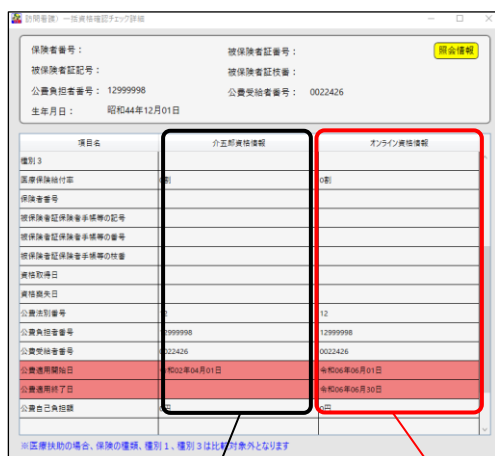 訪問看護）一括資格確認チェック詳細
保険者番号：
被保険者証番号：
照会情報
被保険者証記号：
被保険者証枝番：
公費負担者番号： 12999998
公費受給者番号： 0022426
生年月日： 昭和44年12月01日
項目名 介五郎資格情報 オンライン資格情報
種別３
医療保険給付率 0割 0割
保険者番号
被保険者証保険者手帳等の記号
被保険者証保険者手帳等の番号
被保険者証保険者手帳等の枝番
資格取得日
資格喪失日
公費法別番号 12 12
公費負担者番号 12999998 12999998
公費受給者番号 0022426 0022426
公費適用開始日 令和02年04月01日 令和06年06月01日
公費適用終了日 令和06年06月30日
公費自己負担額 0円 0円
※医療扶助の場合、保険の種類、種別１、種別３は比較対象外となります